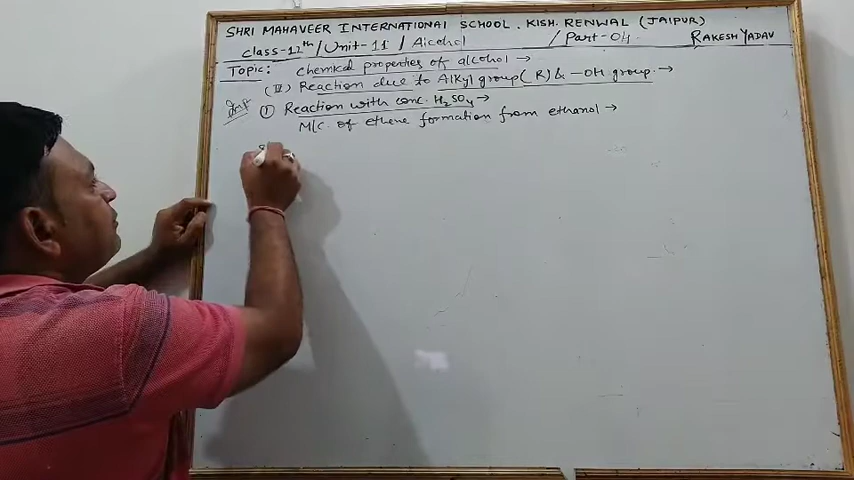 SHRI MAHAVEER INTERNATIONAL SCHOOL. KISH. RENWAL (JAIPUR)
class-12th / Unit-11 / Alcohol / Part-04 RAKESH YADAV
Topic: chemical properties of alcohol →
(IV) Reaction due to Alkyl group (R) & -OH group. →
Imp ① Reaction with conc. H₂SO₄ →
M/C. of ethene formation from ethanol →